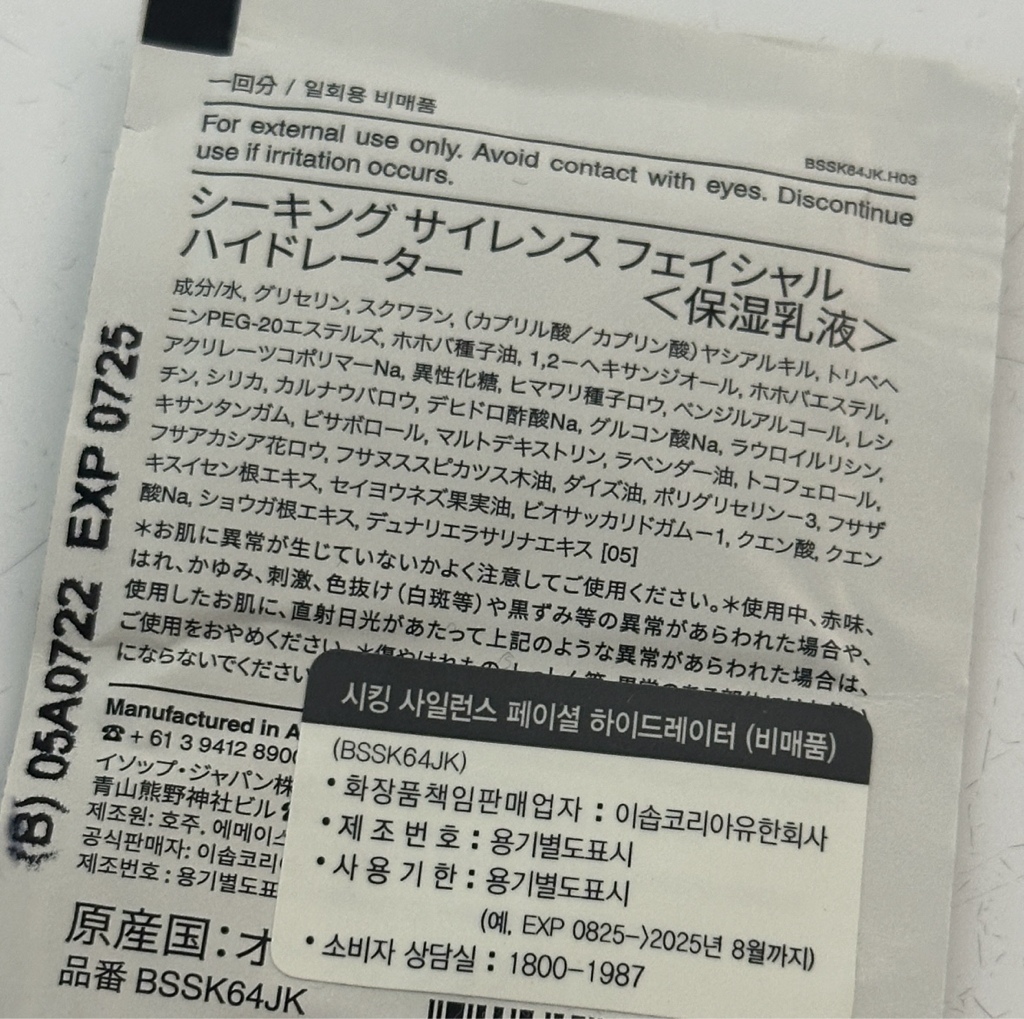 一回分 / 일회용 비매품
BSSK64JK.H03
For external use only. Avoid contact with eyes. Discontinue
use if irritation occurs.
シーキング サイレンス フェイシャル
ハイドレーター
＜保湿乳液＞
成分/水, グリセリン, スクワラン, （カプリル酸／カプリン酸）ヤシアルキル, トリベヘ
ニンPEG-20エステルズ, ホホバ種子油, 1,2－ヘキサンジオール, ホホバエステル,
アクリレーツコポリマーNa, 異性化糖, ヒマワリ種子ロウ, ベンジルアルコール, レシ
チン, シリカ, カルナウバロウ, デヒドロ酢酸Na, グルコン酸Na, ラウロイルリシン,
キサンタンガム, ビサボロール, マルトデキストリン, ラベンダー油, トコフェロール,
フサアカシア花ロウ, フサヌススピカツス木油, ダイズ油, ポリグリセリン－3, フサザ
キスイセン根エキス, セイヨウネズ果実油, ビオサッカリドガム－1, クエン酸, クエン
酸Na, ショウガ根エキス, デュナリエラサリナエキス [05]
＊お肌に異常が生じていないかよく注意してご使用ください。＊使用中、赤味、
はれ、かゆみ、刺激、色抜け（白斑等）や黒ずみ等の異常があらわれた場合や、
使用したお肌に、直射日光があたって上記のような異常があらわれた場合は、
ご使用をおやめください
にならないでください
Manufactured in A
☎ + 61 3 9412 8900
イソップ・ジャパン株
青山熊野神社ビル
제조원: 호주. 에메이스
공식판매자: 이솝코리
제조번호 : 용기별도표
原産国：オ
品番 BSSK64JK
(B) 05A0722 EXP 0725
시킹 사일런스 페이셜 하이드레이터 (비매품)
(BSSK64JK)
• 화장품책임판매업자 : 이솝코리아유한회사
• 제 조 번 호 : 용기별도표시
• 사 용 기 한 : 용기별도표시
(예. EXP 0825->2025년 8월까지)
• 소비자 상담실 : 1800-1987